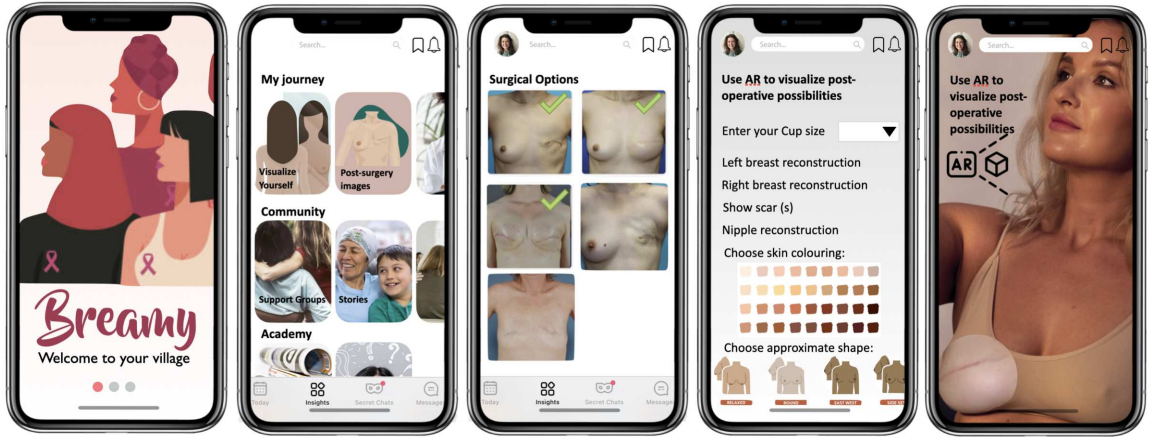 Breamy
Welcome to your village
Search...
My journey
Visualize
Yourself
Post-surgery
images
Community
Support Groups
Stories
Academy
Today
Insights
Secret Chats
Message
Search...
Surgical Options
Today
Insights
Secret Chats
Message
Search...
Use AR to visualize post-
operative possibilities
Enter your Cup size
Left breast reconstruction
Right breast reconstruction
Show scar (s)
Nipple reconstruction
Choose skin colouring:
Choose approximate shape:
RELAXED
ROUND
EAST WEST
SIDE SE
Search...
Use AR to
visualize post-
operative
possibilities
AR